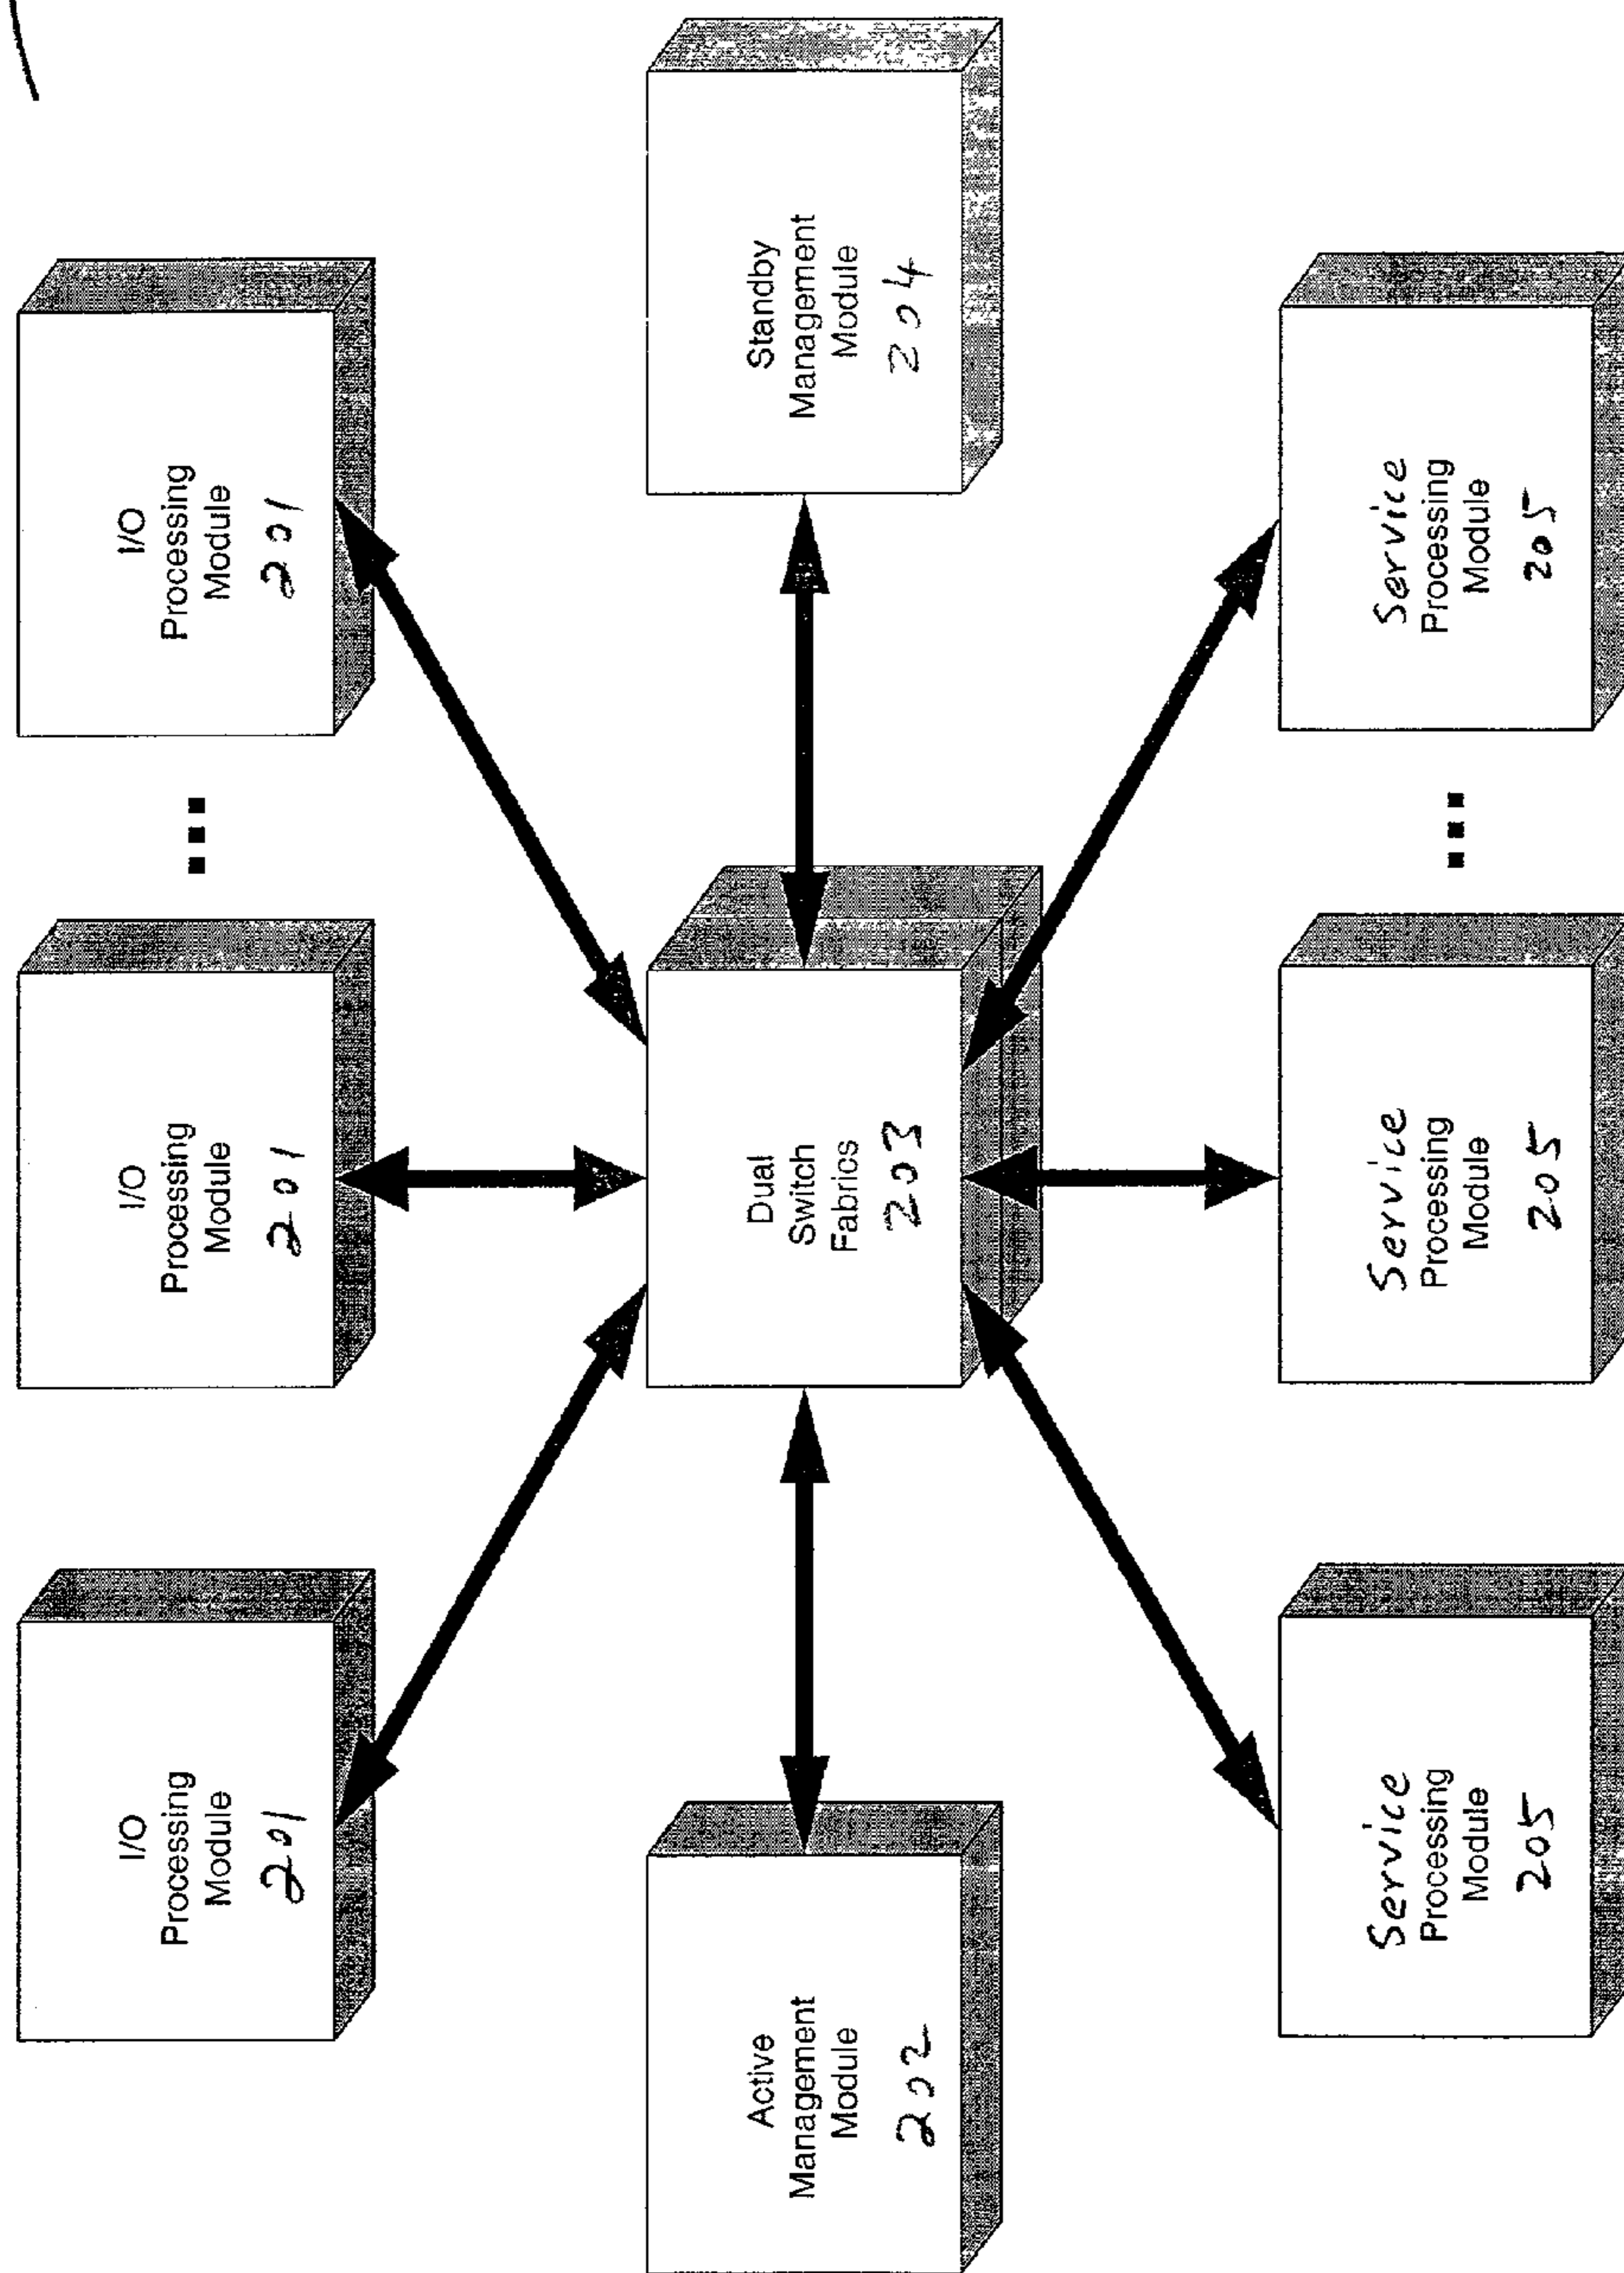 I/O
Processing
Module
201
I/O
Processing
Module
201
...
I/O
Processing
Module
201
Active
Management
Module
202
Dual
Switch
Fabrics
203
Standby
Management
Module
204
Service
Processing
Module
205
Service
Processing
Module
205
...
Service
Processing
Module
205